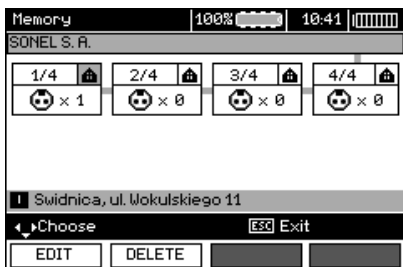 Memory 100% 10:41
SONEL S. A.
1/4 2/4 3/4 4/4
× 1 × 0 × 0 × 0
I Swidnica, ul. Wokulskiego 11
Choose ESC Exit
EDIT DELETE